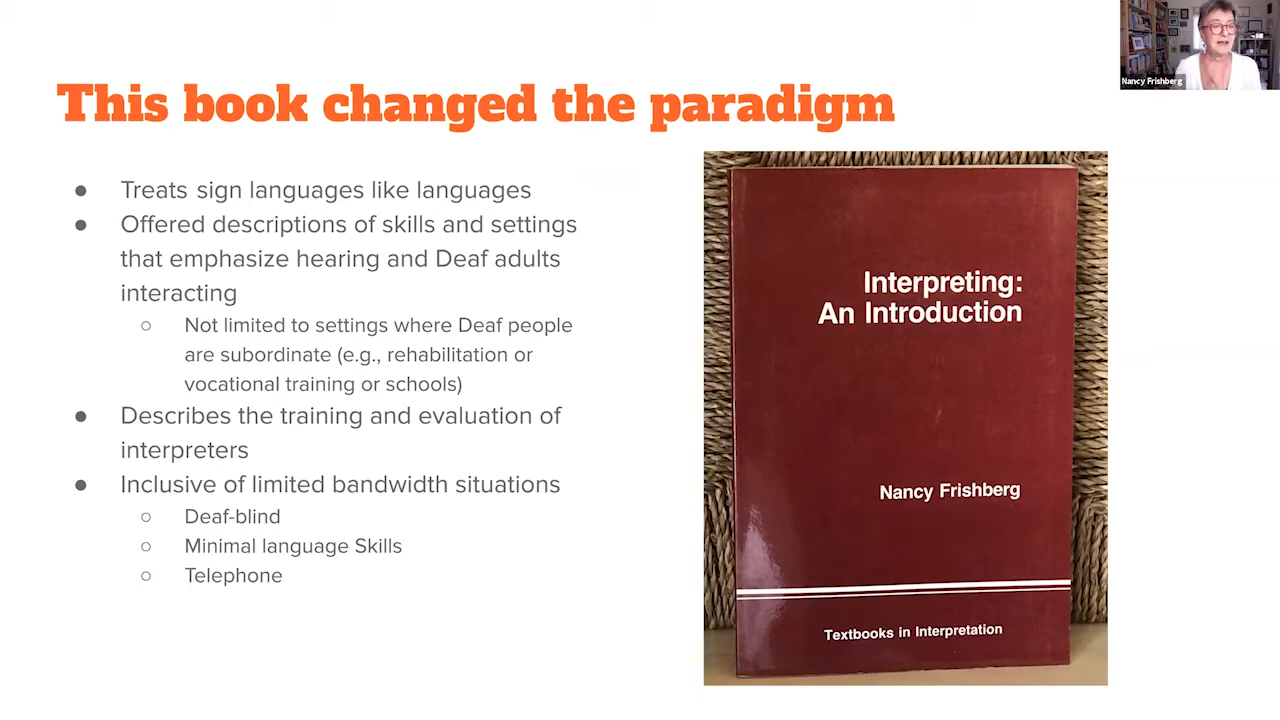 This book changed the paradigm
● Treats sign languages like languages
● Offered descriptions of skills and settings
that emphasize hearing and Deaf adults
interacting
○ Not limited to settings where Deaf people
are subordinate (e.g., rehabilitation or
vocational training or schools)
● Describes the training and evaluation of
interpreters
● Inclusive of limited bandwidth situations
○ Deaf-blind
○ Minimal language Skills
○ Telephone
Interpreting:
An Introduction
Nancy Frishberg
Textbooks in Interpretation
Nancy Frishberg